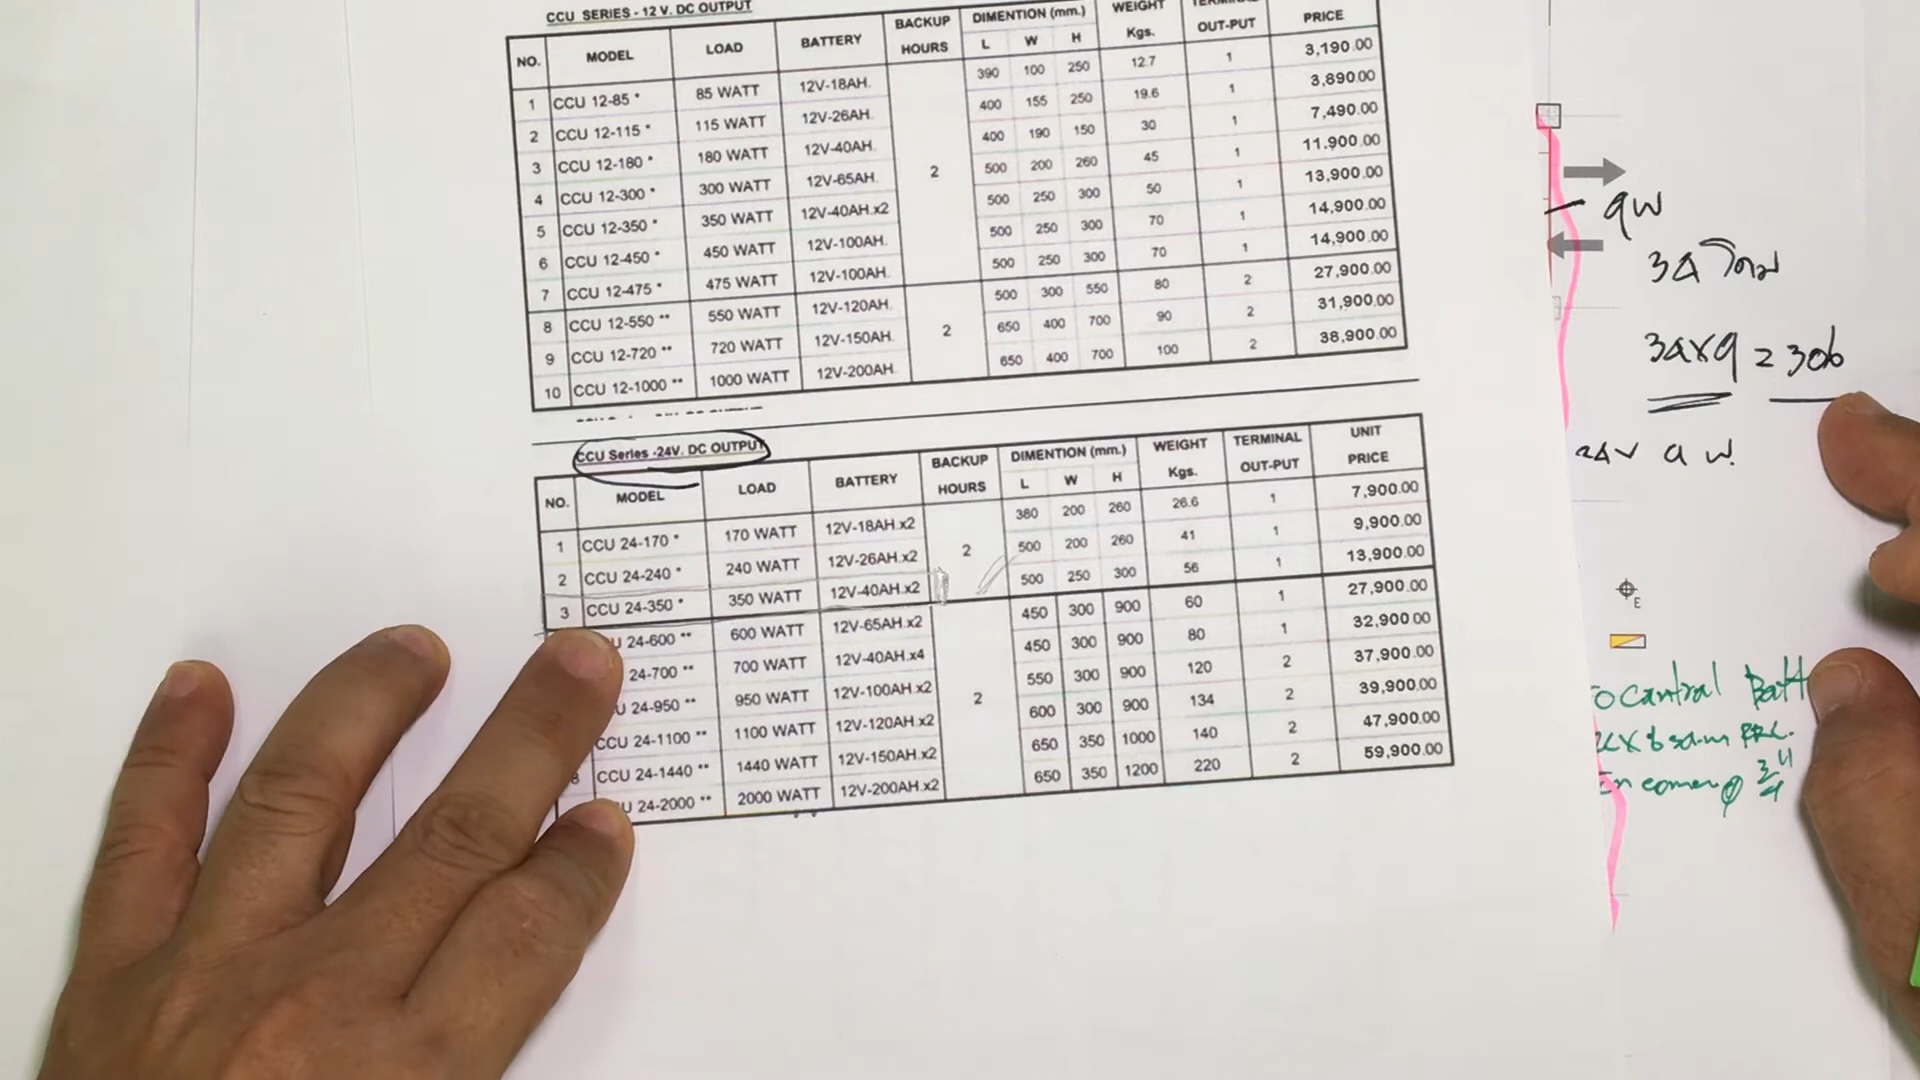 CCU SERIES - 12 V. DC OUTPUT
NO. MODEL LOAD BATTERY BACKUP HOURS DIMENTION (mm.) L W H WEIGHT Kgs. OUT-PUT PRICE
1 CCU 12-85 * 85 WATT 12V-18AH. 390 100 250 12.7 1 3,190.00
2 CCU 12-115 * 115 WATT 12V-26AH. 400 155 250 19.6 1 3,890.00
3 CCU 12-180 * 180 WATT 12V-40AH. 400 190 150 30 1 7,490.00
4 CCU 12-300 * 300 WATT 12V-65AH. 2 500 200 260 45 1 11.900.00
5 CCU 12-350 * 350 WATT 12V-40AH.x2 500 250 300 50 1 13,900.00
6 CCU 12-450 * 450 WATT 12V-100AH. 500 250 300 70 1 14,900.00
7 CCU 12-475 * 475 WATT 12V-100AH. 500 250 300 70 1 14,900.00
8 CCU 12-550 ** 550 WATT 12V-120AH. 500 300 550 80 2 27,900.00
9 CCU 12-720 ** 720 WATT 12V-150AH. 2 650 400 700 90 2 31,900.00
10 CCU 12-1000 ** 1000 WATT 12V-200AH. 650 400 700 100 2 38,900.00
CCU Series -24V. DC OUTPUT
NO. MODEL LOAD BATTERY BACKUP HOURS DIMENTION (mm.) L W H WEIGHT Kgs. TERMINAL OUT-PUT UNIT PRICE
1 CCU 24-170 * 170 WATT 12V-18AH.x2 380 200 260 26.6 1 7,900.00
2 CCU 24-240 * 240 WATT 12V-26AH.x2 2 500 200 260 41 1 9,900.00
3 CCU 24-350 * 350 WATT 12V-40AH.x2 500 250 300 56 1 13,900.00
U 24-600 ** 600 WATT 12V-65AH.x2 450 300 900 60 1 27,900.00
24-700 ** 700 WATT 12V-40AH.x4 450 300 900 80 1 32,900.00
U 24-950 ** 950 WATT 12V-100AH.x2 2 550 300 900 120 2 37,900.00
CCU 24-1100 ** 1100 WATT 12V-120AH.x2 600 300 900 134 2 39,900.00
8 CCU 24-1440 ** 1440 WATT 12V-150AH.x2 650 350 1000 140 2 47,900.00
U 24-2000 ** 2000 WATT 12V-200AH.x2 650 350 1200 220 2 59,900.00
9W
34 โคม
34x9 = 306
24V 9 W.
E
Batt
3/4"